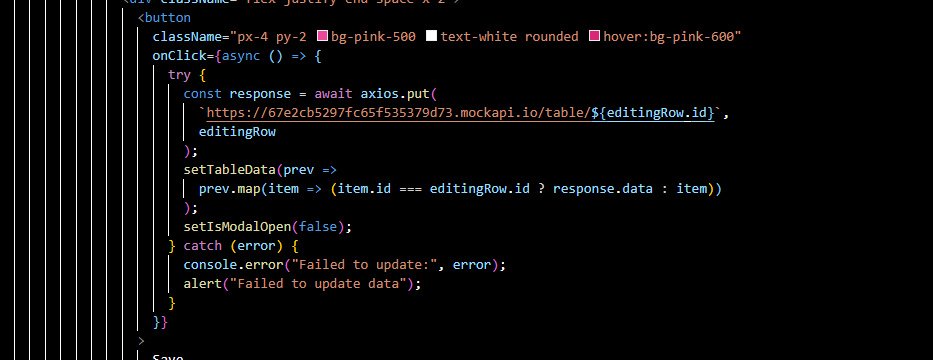 <div className="flex justify-end space-x-2">
<button
className="px-4 py-2 bg-pink-500 text-white rounded hover:bg-pink-600"
onClick={async () => {
try {
const response = await axios.put(
`https://67e2cb5297fc65f535379d73.mockapi.io/table/${editingRow.id}`,
editingRow
);
setTableData(prev =>
prev.map(item => (item.id === editingRow.id ? response.data : item))
);
setIsModalOpen(false);
} catch (error) {
console.error("Failed to update:", error);
alert("Failed to update data");
}
}}
>
Save